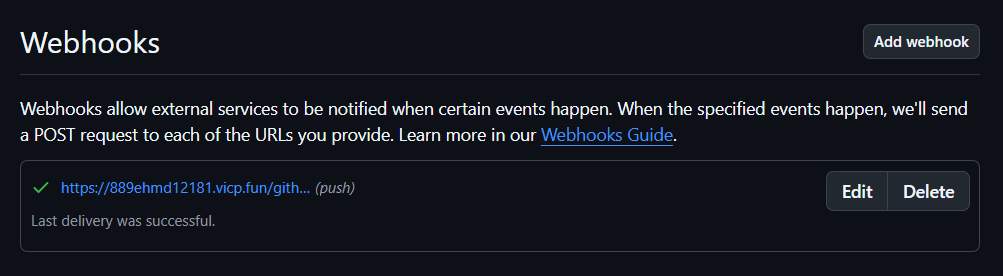 Webhooks
Add webhook
Webhooks allow external services to be notified when certain events happen. When the specified events happen, we'll send
a POST request to each of the URLs you provide. Learn more in our Webhooks Guide.
https://889ehmd12181.vicp.fun/gith... (push)
Edit
Delete
Last delivery was successful.